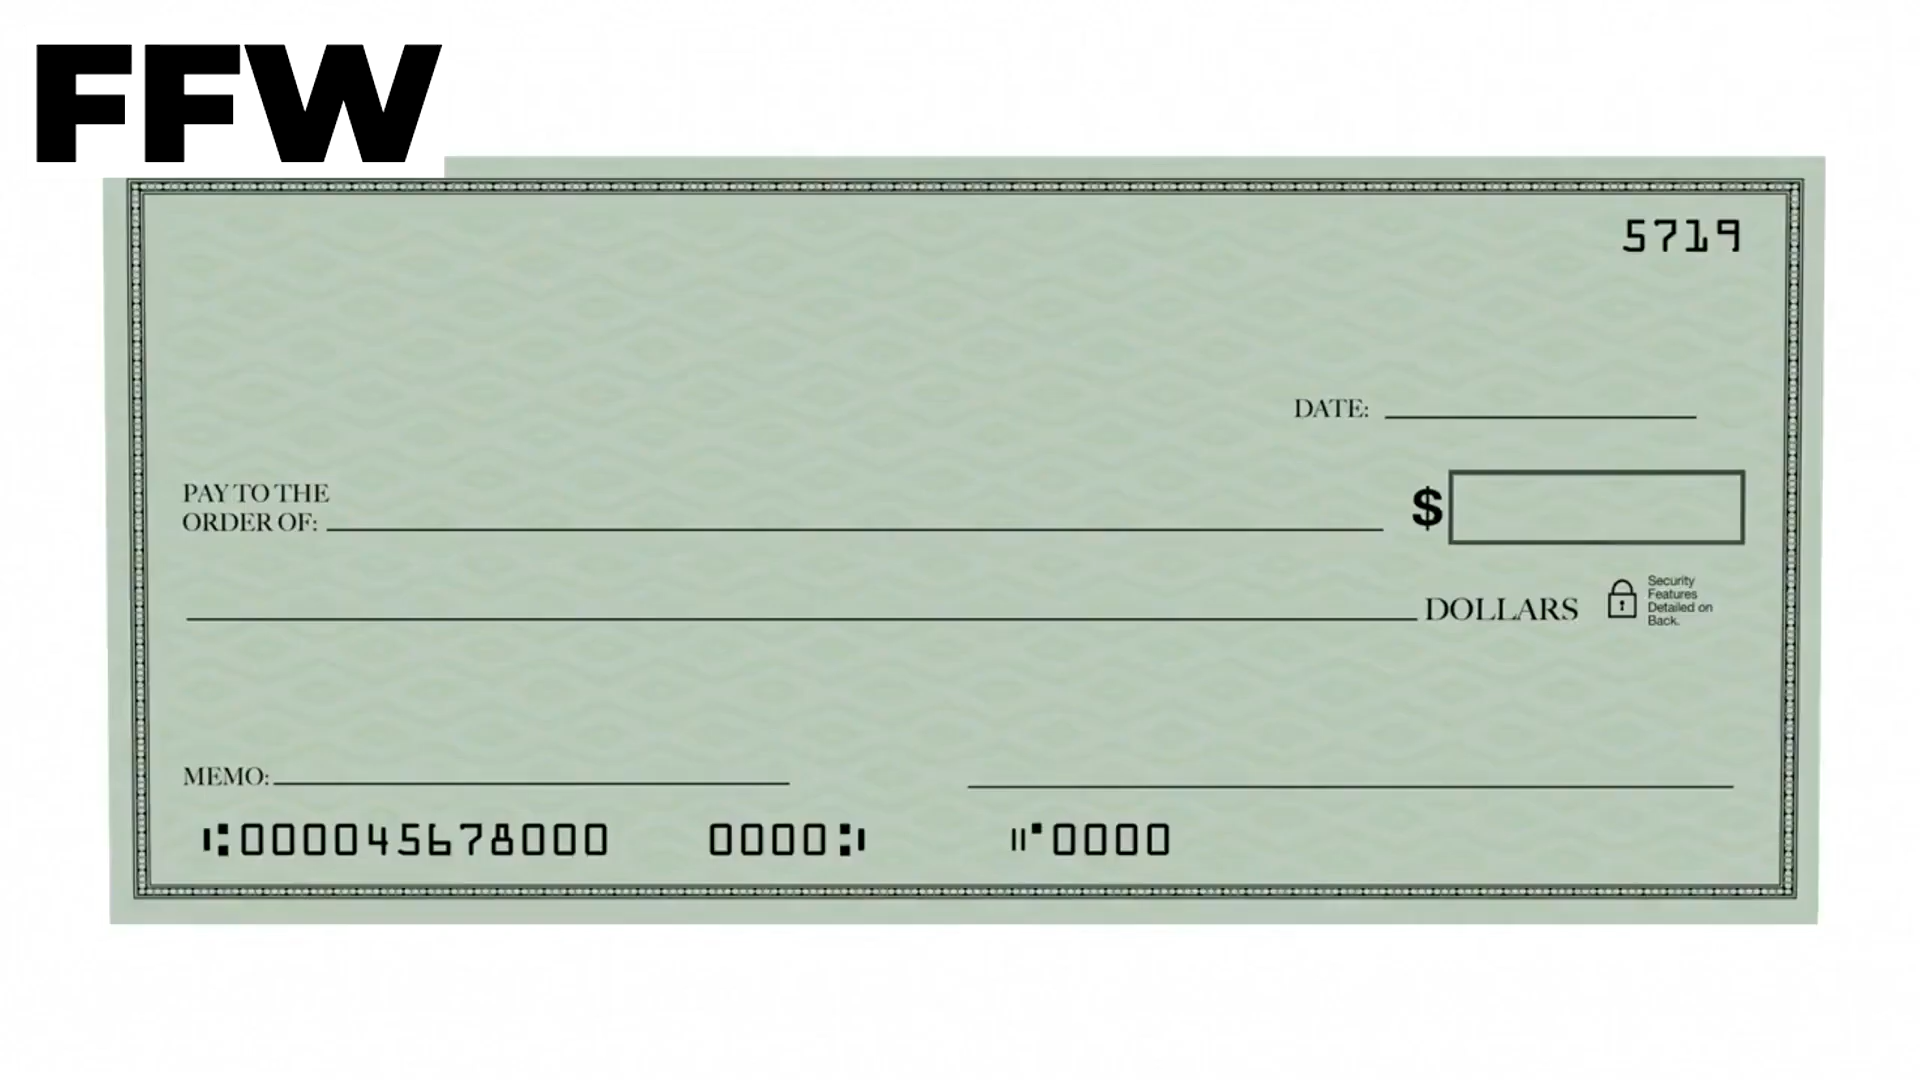 FFW
5719
DATE:
PAY TO THE
ORDER OF:
$
DOLLARS
Security
Features
Detailed on
Back.
MEMO:
⑆000045678000 0000⑆ ⑈0000